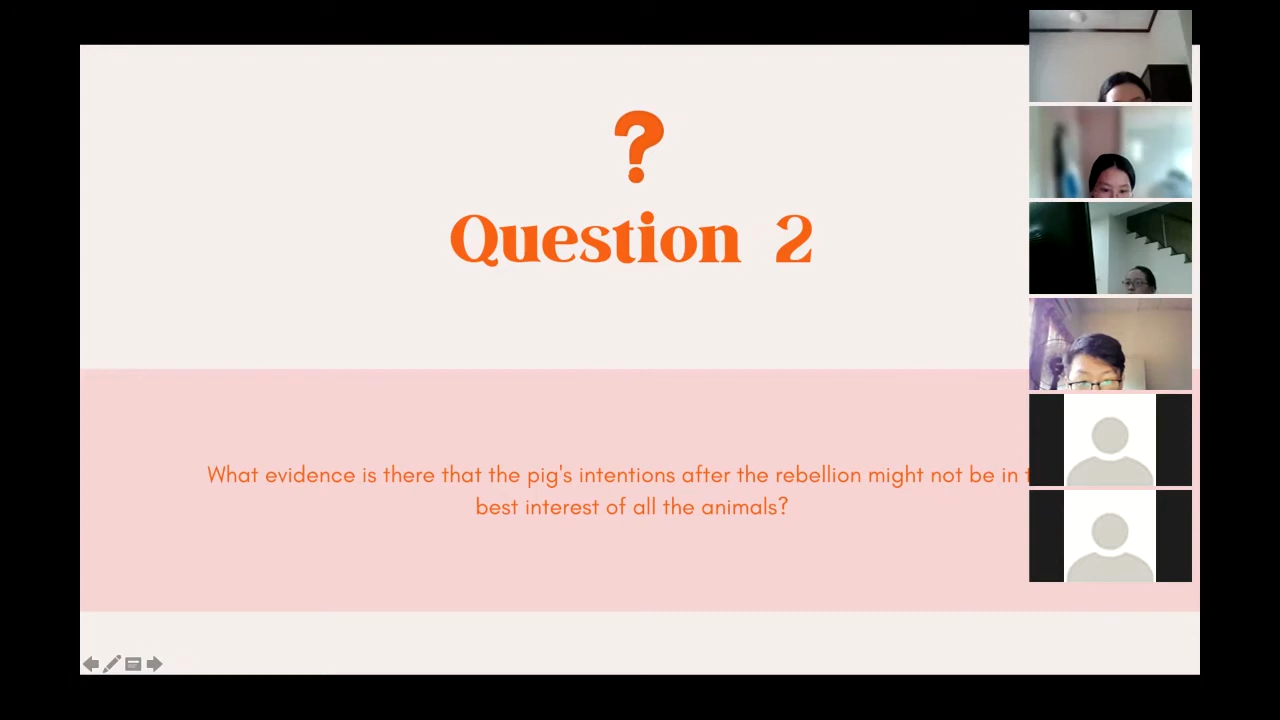 ?
Question 2
What evidence is there that the pig's intentions after the rebellion might not be in
best interest of all the animals?